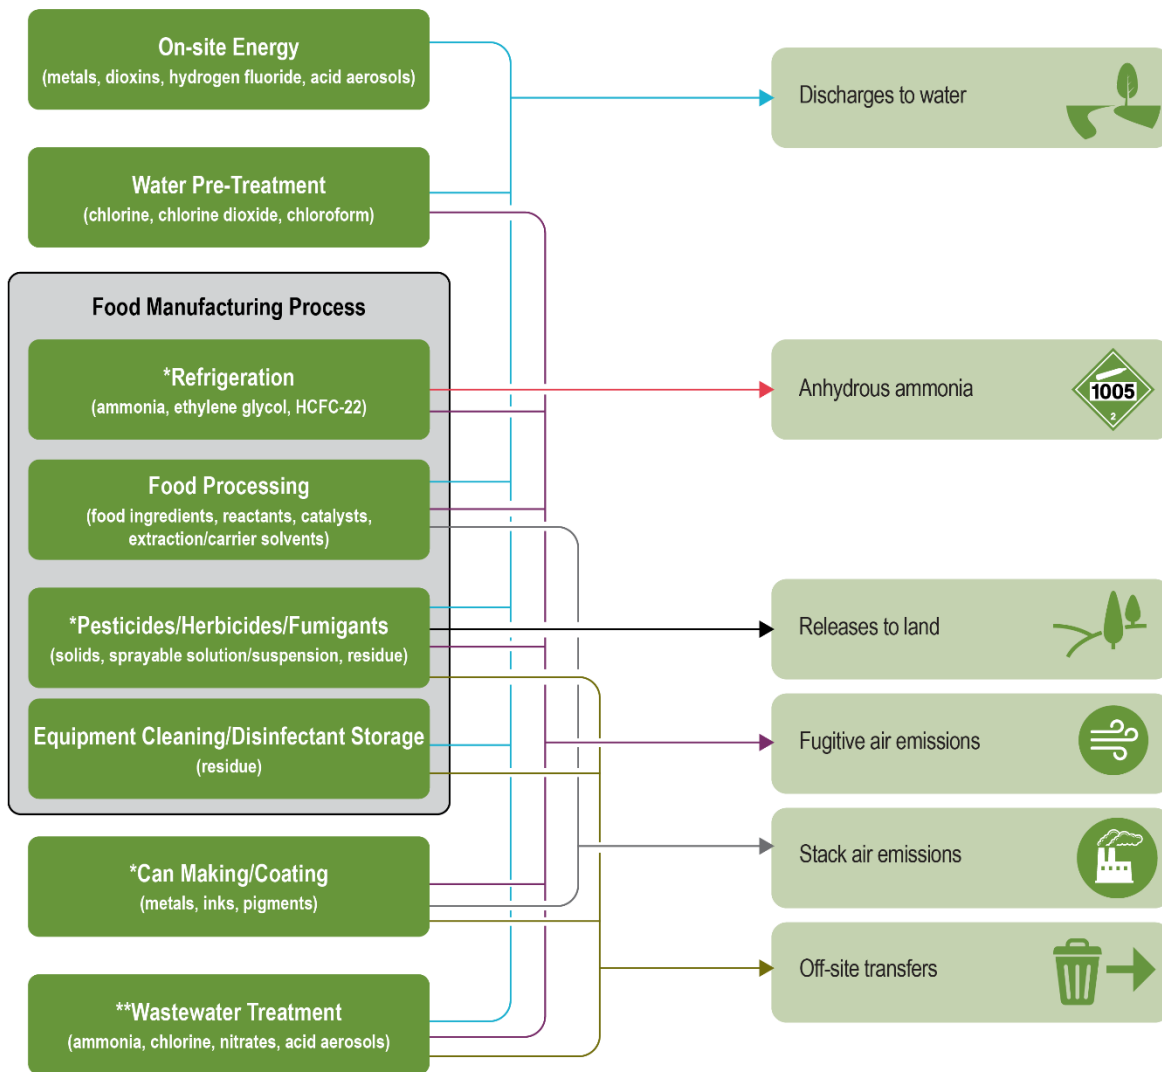 On-site Energy
(metals, dioxins, hydrogen fluoride, acid aerosols)
Discharges to water
Water Pre-Treatment
(chlorine, chlorine dioxide, chloroform)
Food Manufacturing Process
*Refrigeration
(ammonia, ethylene glycol, HCFC-22)
Anhydrous ammonia
1005
2
Food Processing
(food ingredients, reactants, catalysts,
extraction/carrier solvents)
*Pesticides/Herbicides/Fumigants
(solids, sprayable solution/suspension, residue)
Releases to land
Equipment Cleaning/Disinfectant Storage
(residue)
Fugitive air emissions
*Can Making/Coating
(metals, inks, pigments)
Stack air emissions
Off-site transfers
**Wastewater Treatment
(ammonia, chlorine, nitrates, acid aerosols)